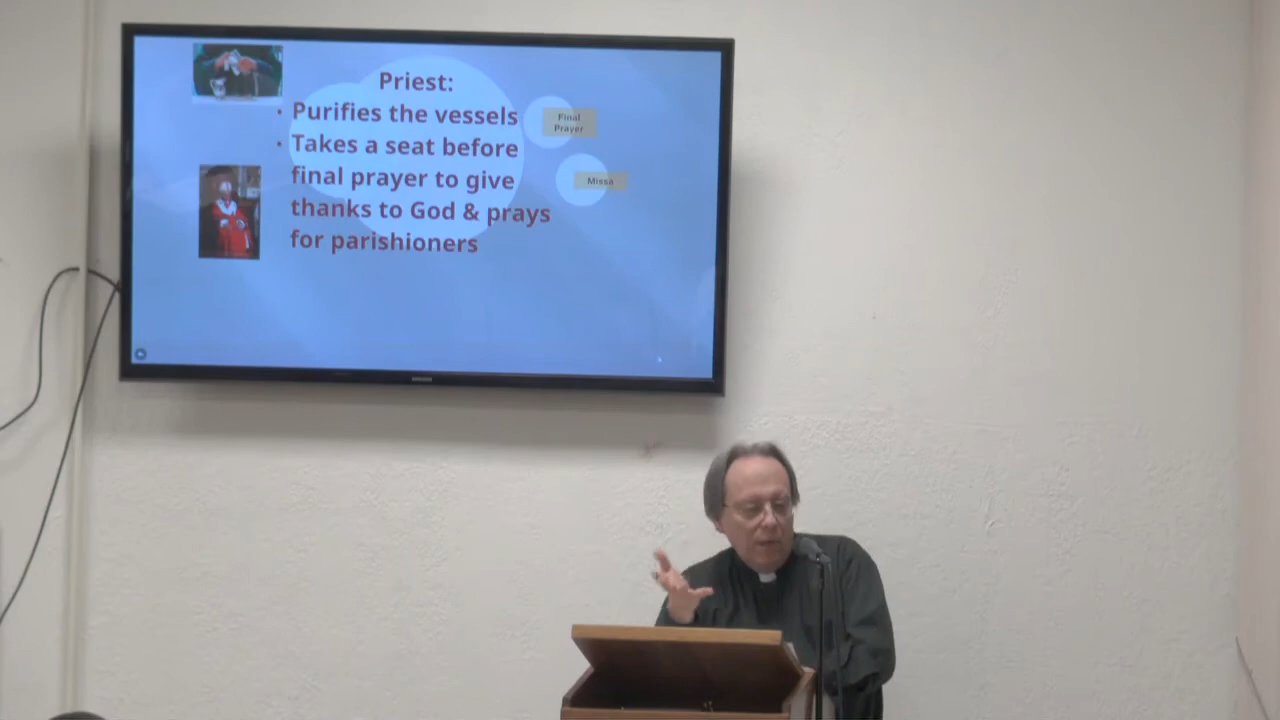 Priest:
· Purifies the vessels
· Takes a seat before
final prayer to give
thanks to God & prays
for parishioners
Final
Prayer
Missa